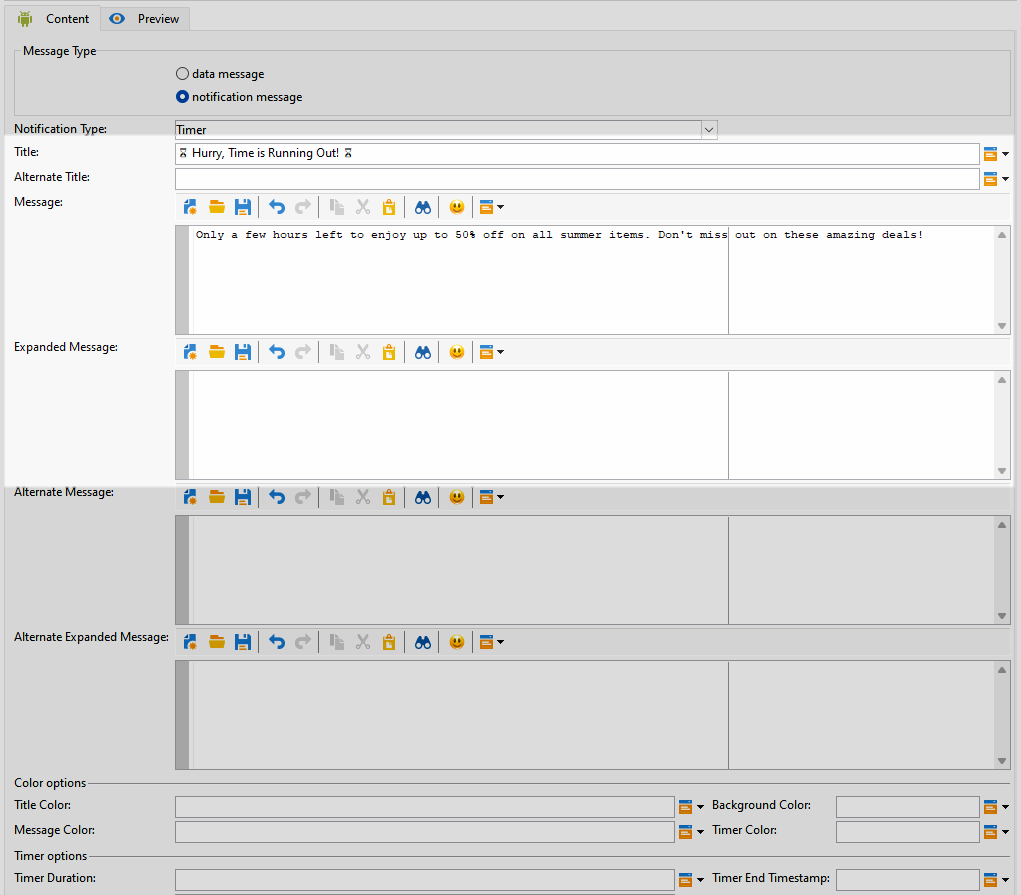 Content Preview
Message Type
data message
notification message
Notification Type: Timer
Title: ⌛ Hurry, Time is Running Out! ⌛
Alternate Title:
Message:
Only a few hours left to enjoy up to 50% off on all summer items. Don't miss out on these amazing deals!
Expanded Message:
Alternate Message:
Alternate Expanded Message:
Color options
Title Color: Background Color:
Message Color: Timer Color:
Timer options
Timer Duration: Timer End Timestamp: